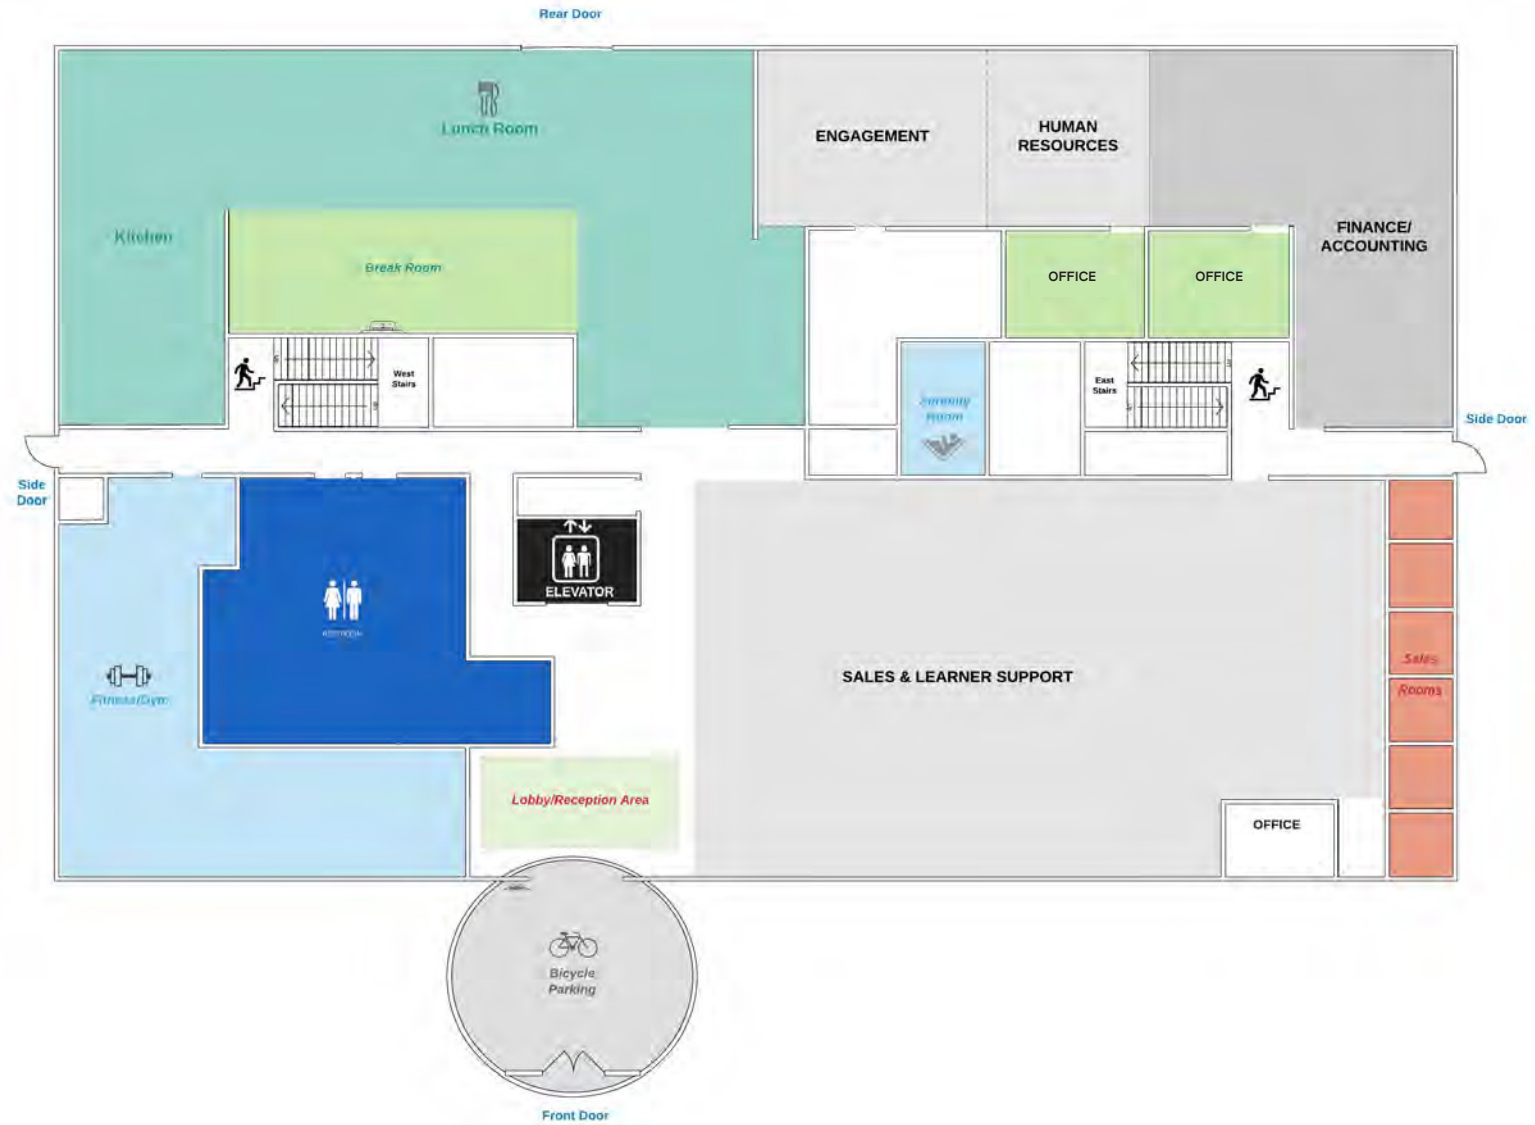 Rear Door
Lunch Room
ENGAGEMENT
HUMAN
RESOURCES
Kitchen
Break Room
FINANCE/
ACCOUNTING
OFFICE
OFFICE
West
Stairs
East
Stairs
Serenity
Room
Side Door
Side
Door
ELEVATOR
Fitness/Gym
SALES & LEARNER SUPPORT
Sales
Rooms
Lobby/Reception Area
OFFICE
Bicycle
Parking
Front Door